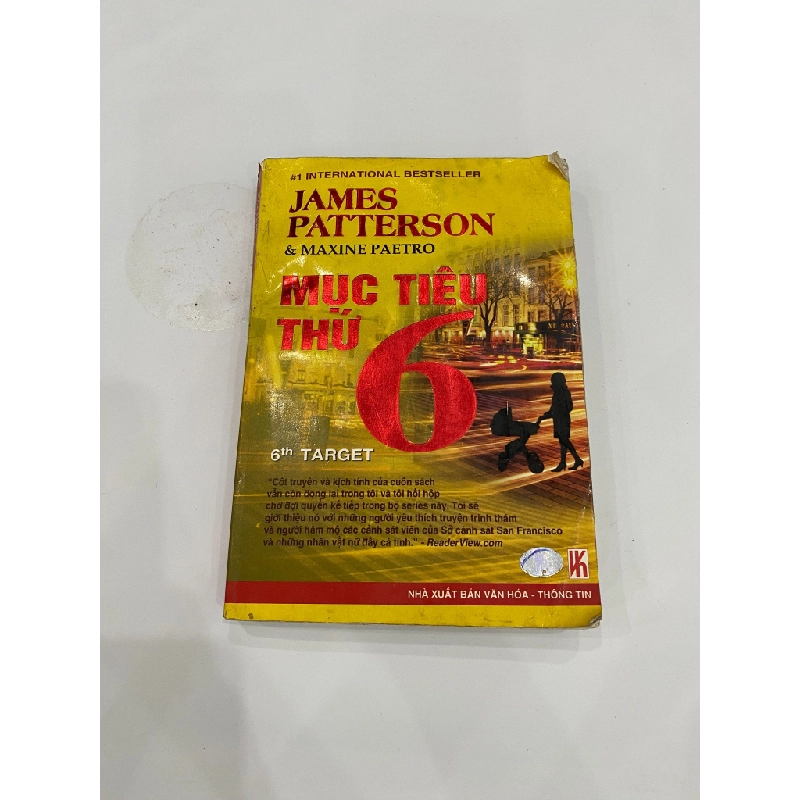 #1 INTERNATIONAL BESTSELLER
JAMES
PATTERSON
& MAXINE PAETRO
MỤC TIÊU
THỨ 6
6th TARGET
"Cốt truyện và kịch tính của cuốn sách
vẫn còn đọng lại trong tôi và tôi hồi hộp
chờ đợi quyển kế tiếp trong bộ series này. Tôi sẽ
giới thiệu nó với những người yêu thích truyện trinh thám
và người hâm mộ các cảnh sát viên của Sở cảnh sát San Francisco
và những nhân vật nữ đầy cá tính." - ReaderView.com
NHÀ XUẤT BẢN VĂN HÓA - THÔNG TIN